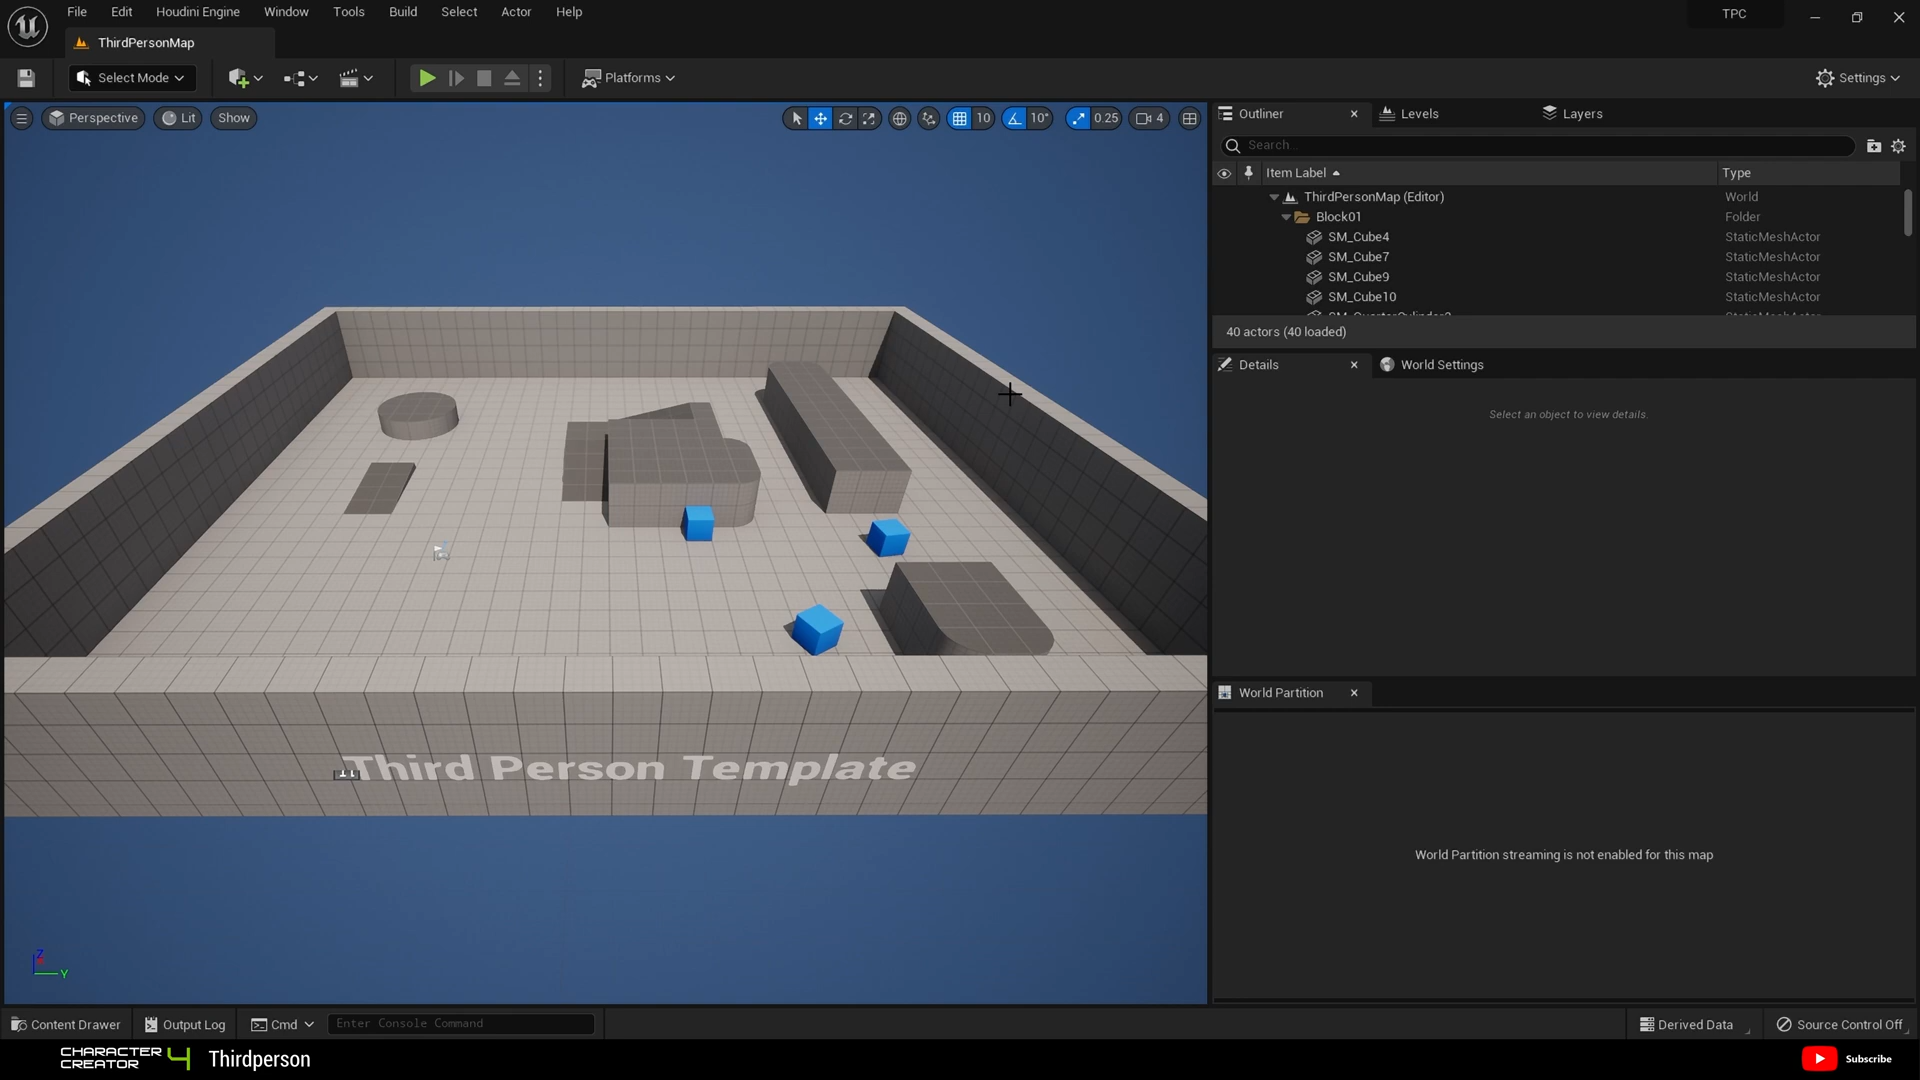 File Edit Houdini Engine Window Tools Build Select Actor Help
TPC
ThirdPersonMap
Select Mode
Platforms
Settings
Perspective
Lit
Show
10
10°
0.25
4
Outliner
Levels
Layers
Search...
Item Label
Type
ThirdPersonMap (Editor)
World
Block01
Folder
SM_Cube4
StaticMeshActor
SM_Cube7
StaticMeshActor
SM_Cube9
StaticMeshActor
SM_Cube10
StaticMeshActor
40 actors (40 loaded)
Details
World Settings
Select an object to view details.
World Partition
World Partition streaming is not enabled for this map
Third Person Template
Z
Y
Content Drawer
Output Log
Cmd
Enter Console Command
Derived Data
Source Control Off
CHARACTER
CREATOR 4
Thirdperson
Subscribe